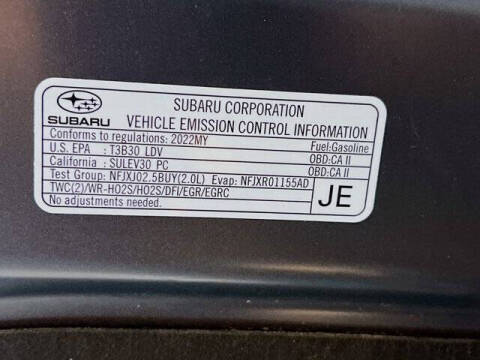 SUBARU
SUBARU CORPORATION
VEHICLE EMISSION CONTROL INFORMATION
Conforms to regulations: 2022MY Fuel:Gasoline
U.S. EPA : T3B30 LDV OBD:CA II
California : SULEV30 PC OBD:CA II
Test Group: NFJXJ02.5BUY(2.0L) Evap: NFJXR01155AD
TWC(2)/WR-HO2S/HO2S/DFI/EGR/EGRC
No adjustments needed.
JE